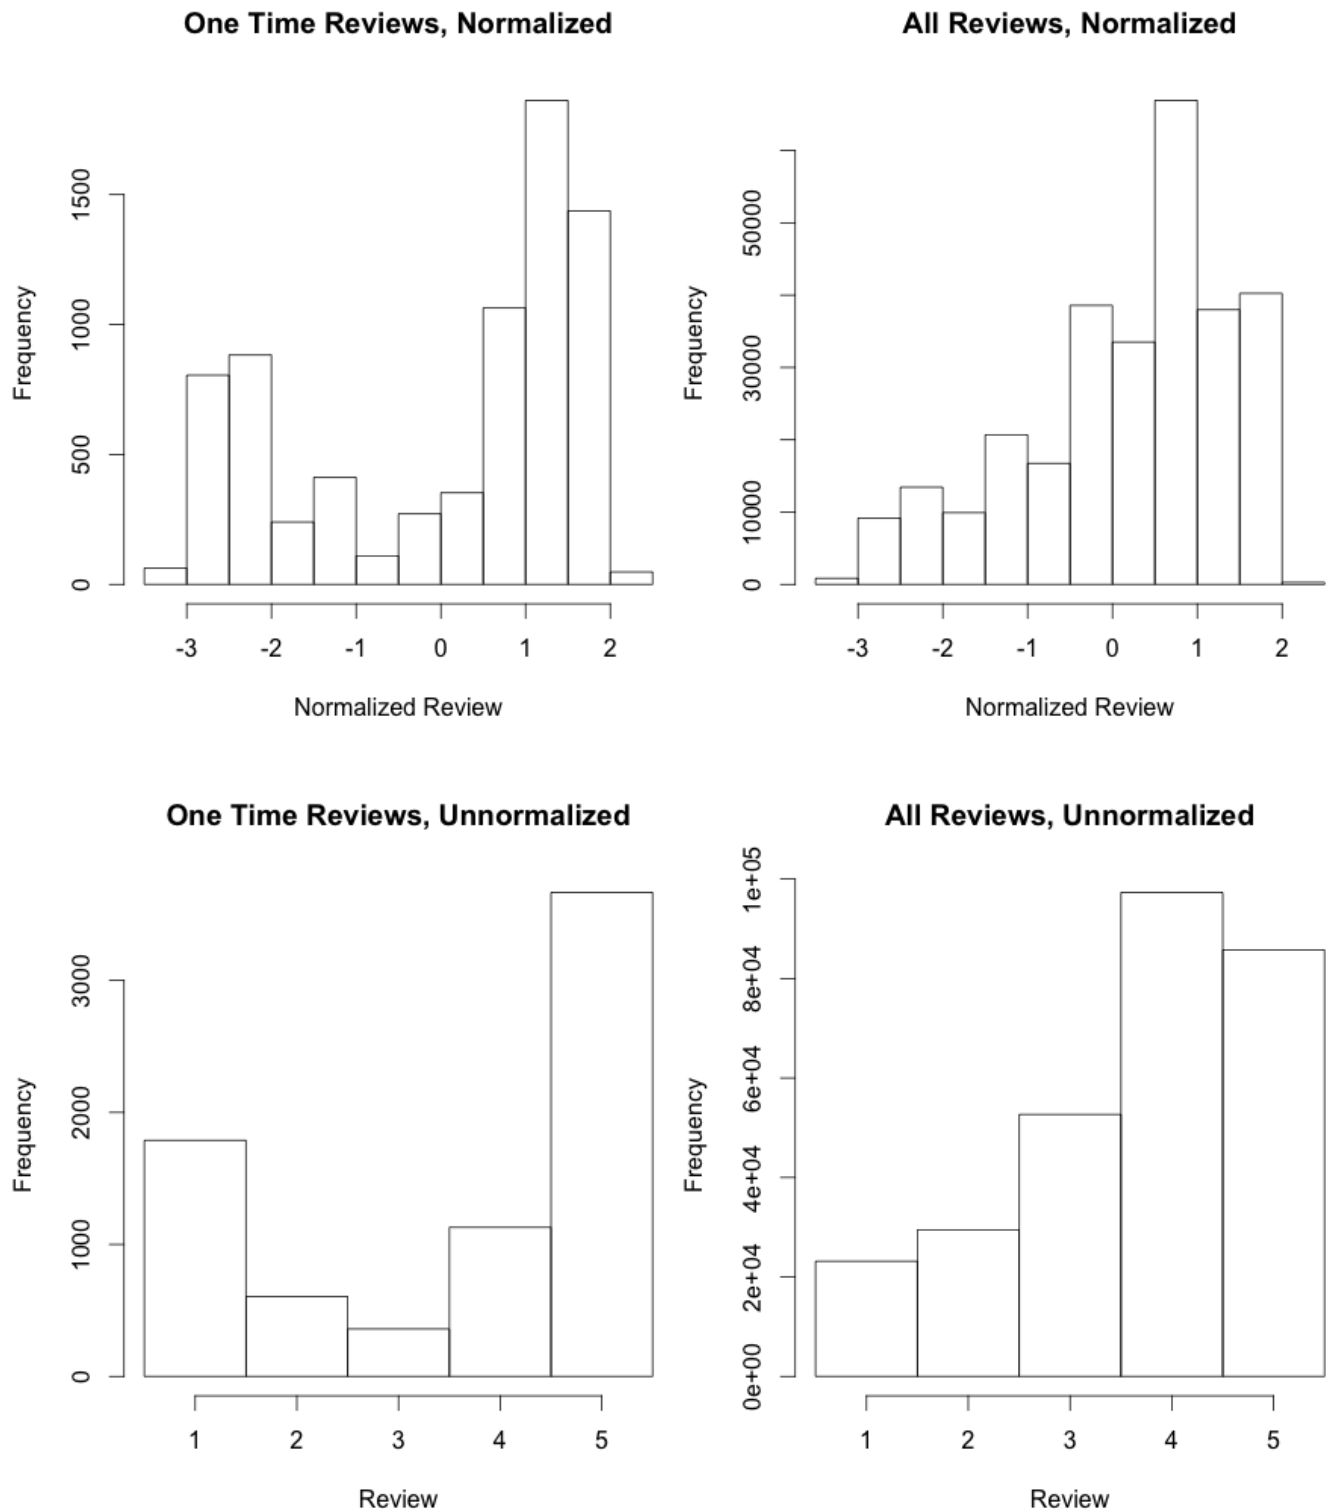 One Time Reviews, Normalized
Frequency
0 500 1000 1500
-3 -2 -1 0 1 2
Normalized Review
All Reviews, Normalized
Frequency
10000 30000 50000
0
-3 -2 -1 0 1 2
Normalized Review
One Time Reviews, Unnormalized
Frequency
0 1000 2000 3000
1 2 3 4 5
Review
All Reviews, Unnormalized
Frequency
0e+00 2e+04 4e+04 6e+04 8e+04 1e+05
1 2 3 4 5
Review